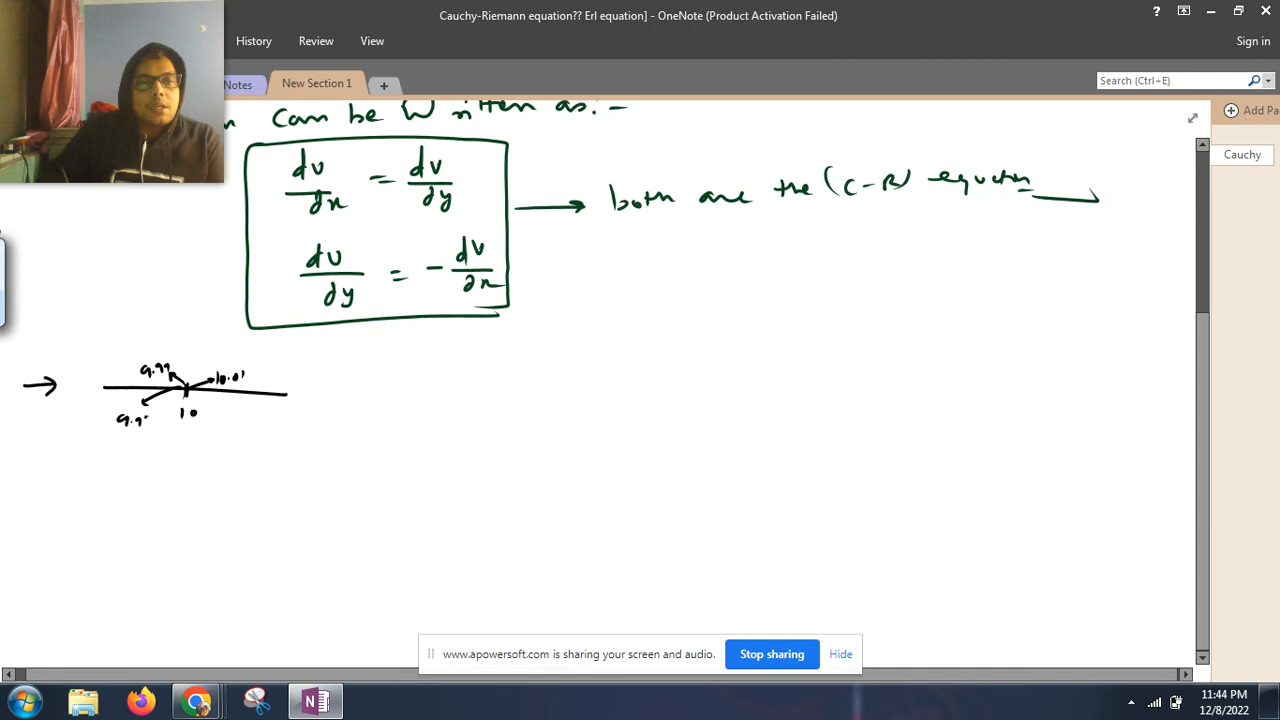 Cauchy-Riemann equation?? Erl equation] - OneNote (Product Activation Failed)
?
History Review View
Sign in
Notes New Section 1 +
Search (Ctrl+E)
Add Pa
Cauchy
can be Written as:-
du/dx = dv/dy
du/dy = - dv/dx
both are the (C-R) equation
9.99 10.01
9.9
10
www.apowersoft.com is sharing your screen and audio. Stop sharing Hide
11:44 PM
12/8/2022